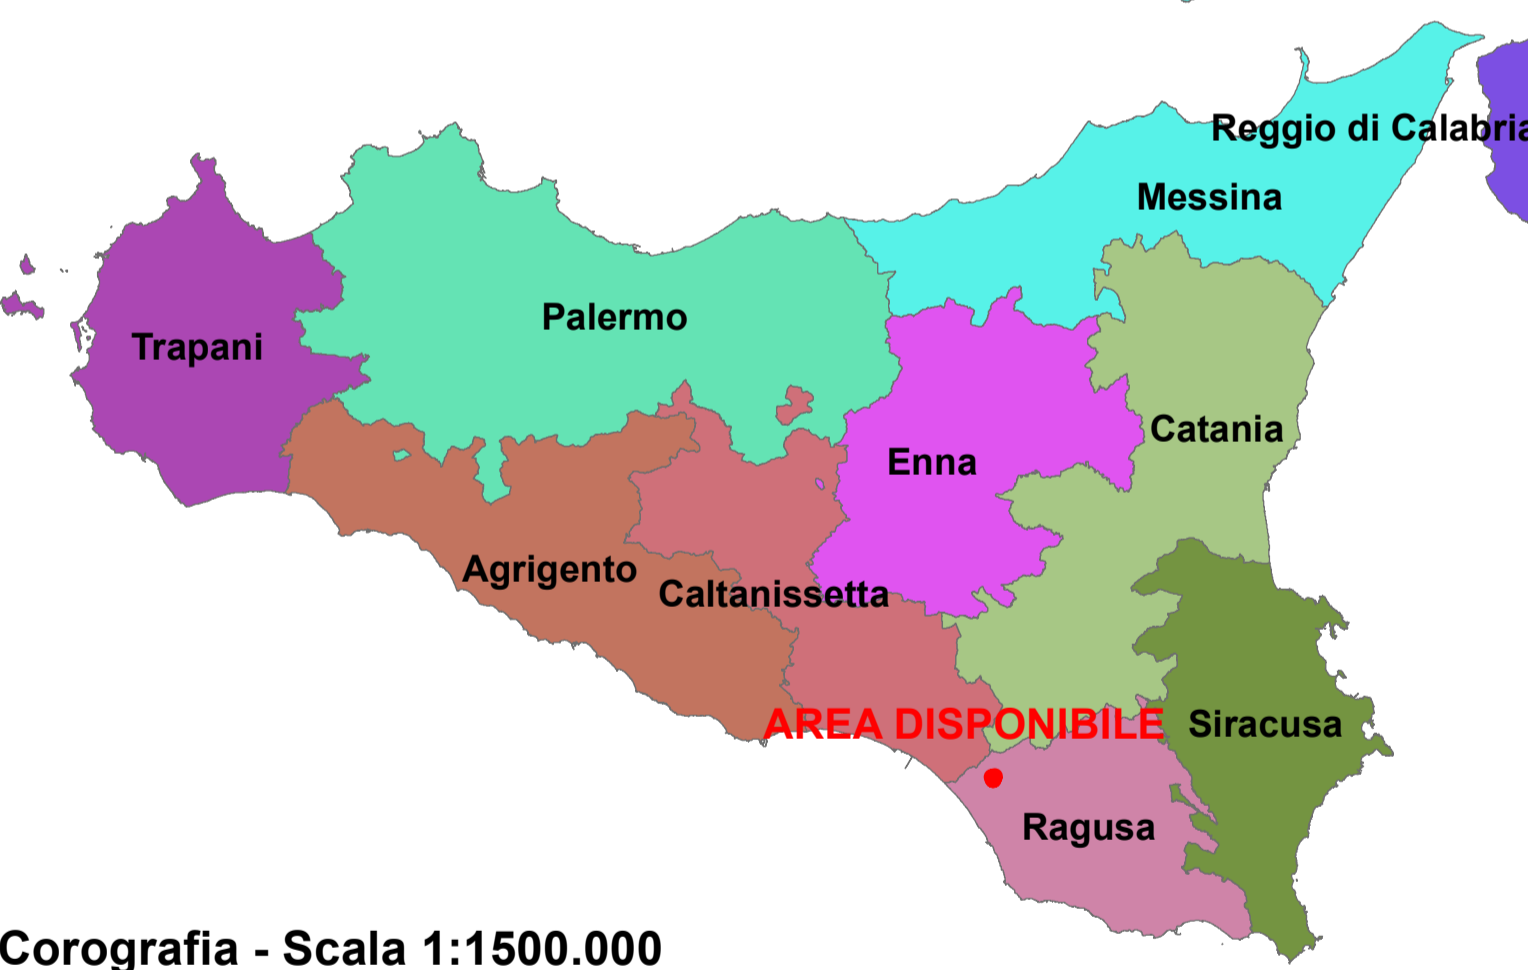 Reggio di Calabria
Messina
Palermo
Trapani
Catania
Enna
Agrigento
Caltanissetta
AREA DISPONIBILE
Siracusa
Ragusa
Corografia - Scala 1:1500.000